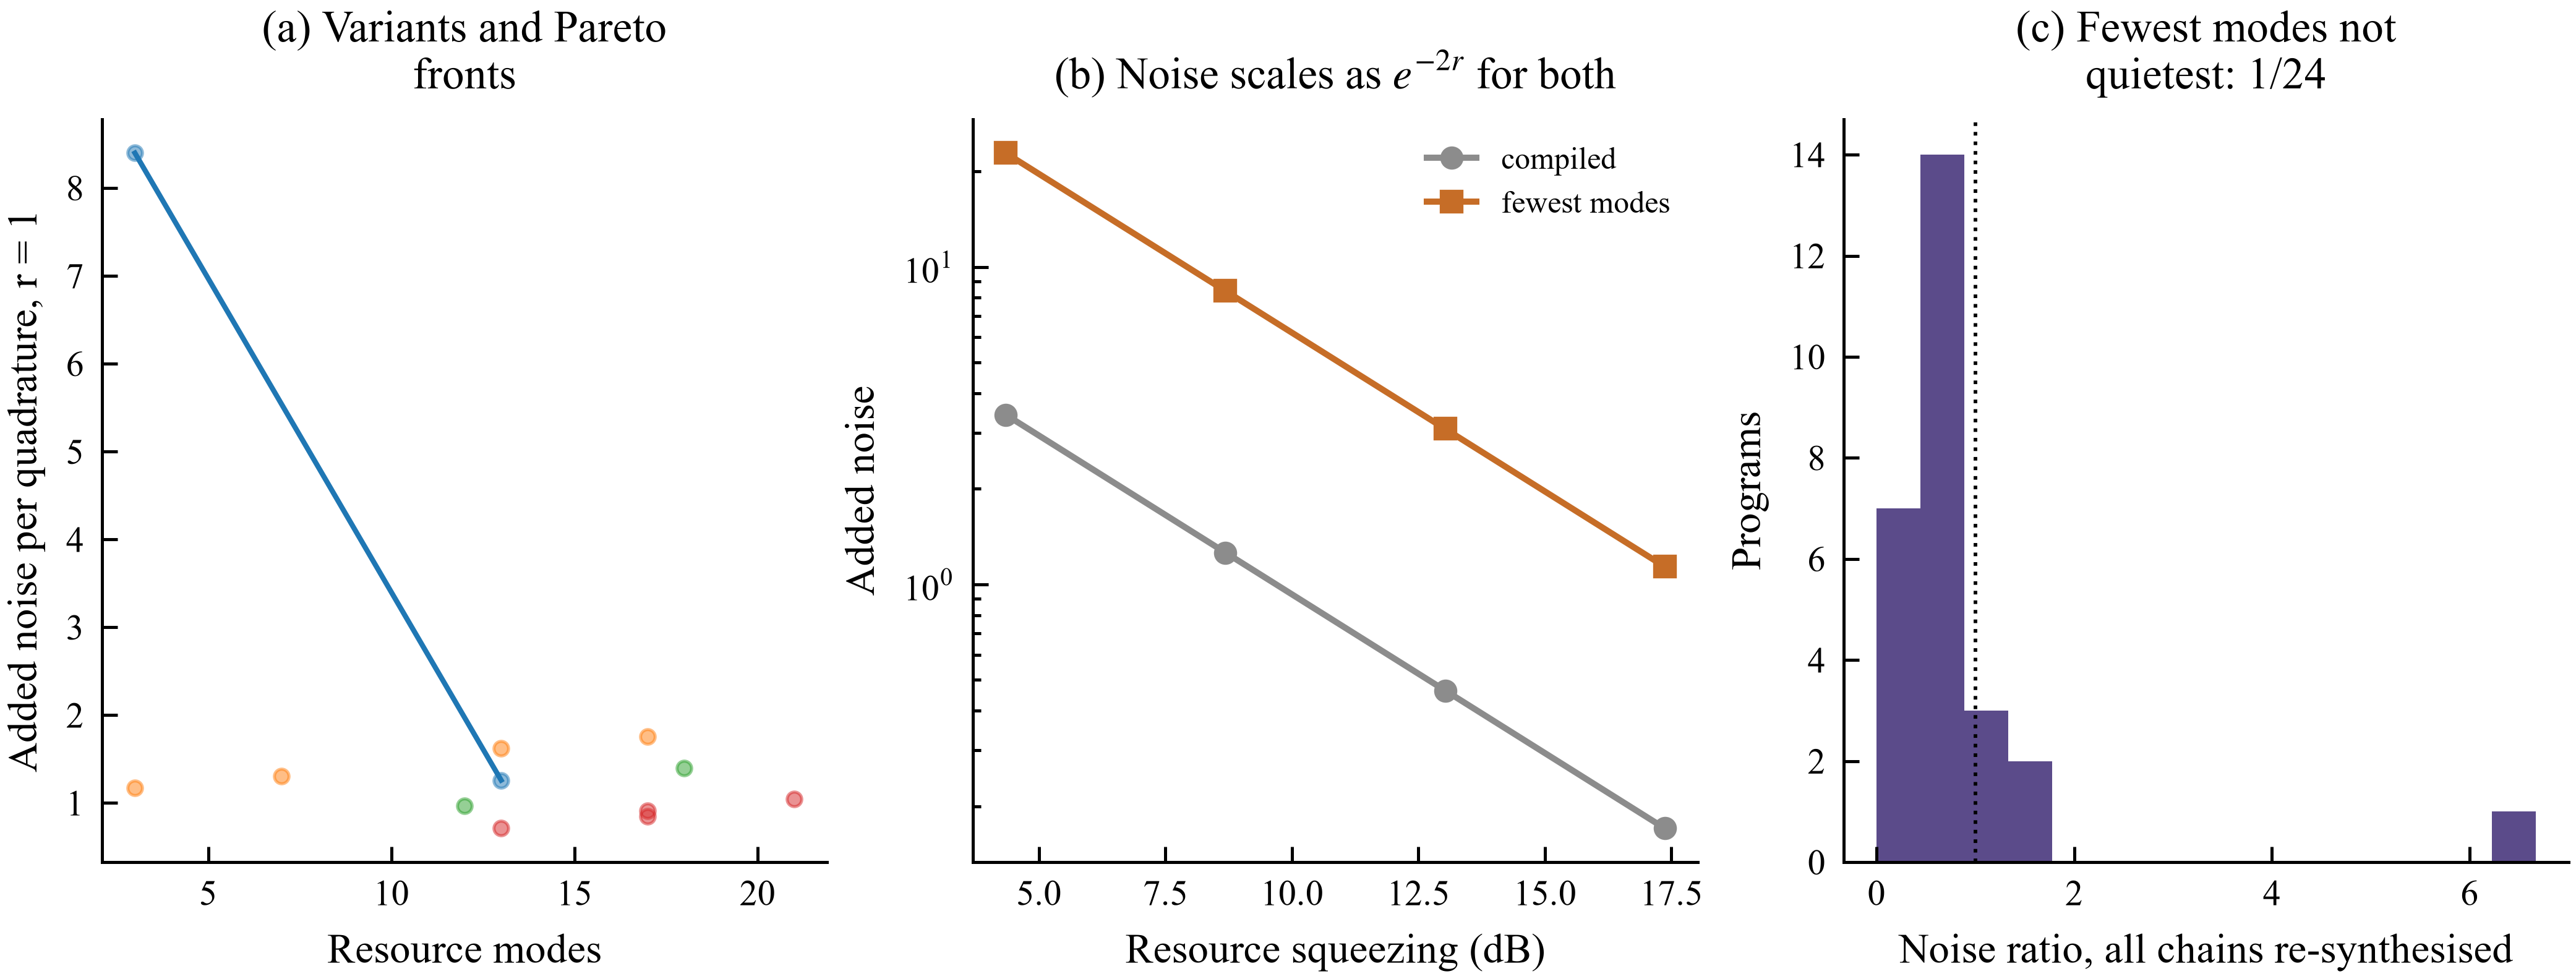 (a) Variants and Pareto
fronts
Added noise per quadrature, r = 1
8
7
6
5
4
3
2
1
5
10
15
20
Resource modes
(b) Noise scales as e^{−2r} for both
compiled
fewest modes
Added noise
10^1
10^0
5.0
7.5
10.0
12.5
15.0
17.5
Resource squeezing (dB)
(c) Fewest modes not
quietest: 1/24
Programs
14
12
10
8
6
4
2
0
0
2
4
6
Noise ratio, all chains re-synthesised